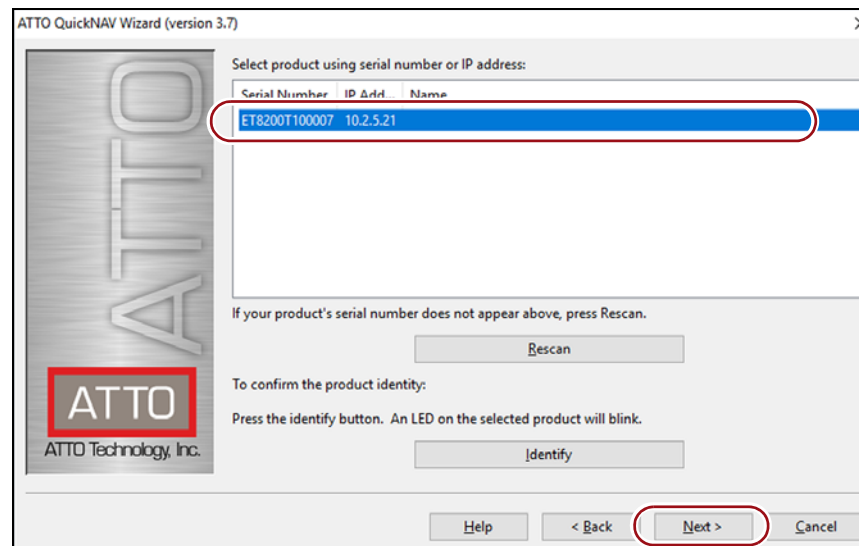 ATTO QuickNAV Wizard (version 3.7)
ATTO
Select product using serial number or IP address:
Serial Number IP Add... Name
ET8200T100007 10.2.5.21
If your product's serial number does not appear above, press Rescan.
Rescan
To confirm the product identity:
Press the identify button. An LED on the selected product will blink.
Identify
ATTO
ATTO Technology, Inc.
Help
< Back
Next >
Cancel